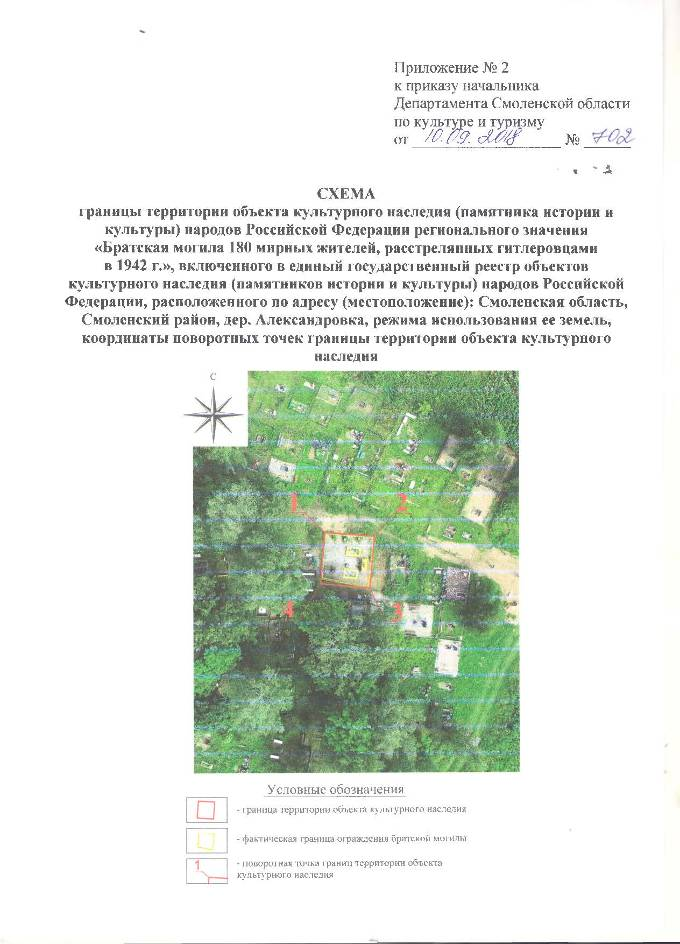 Приложение № 2
к приказу начальника
Департамента Смоленской области
по культуре и туризму
от 10.09.2018 № 702
СХЕМА
границы территории объекта культурного наследия (памятника истории и
культуры) народов Российской Федерации регионального значения
«Братская могила 180 мирных жителей, расстрелянных гитлеровцами
в 1942 г.», включенного в единый государственный реестр объектов
культурного наследия (памятников истории и культуры) народов Российской
Федерации, расположенного по адресу (местоположение): Смоленская область,
Смоленский район, дер. Александровка, режима использования ее земель,
координаты поворотных точек границы территории объекта культурного
наследия
С
1 2
4 3
Условные обозначения
- граница территории объекта культурного наследия
- фактическая граница ограждения братской могилы
1 - поворотная точка границ территории объекта
культурного наследия